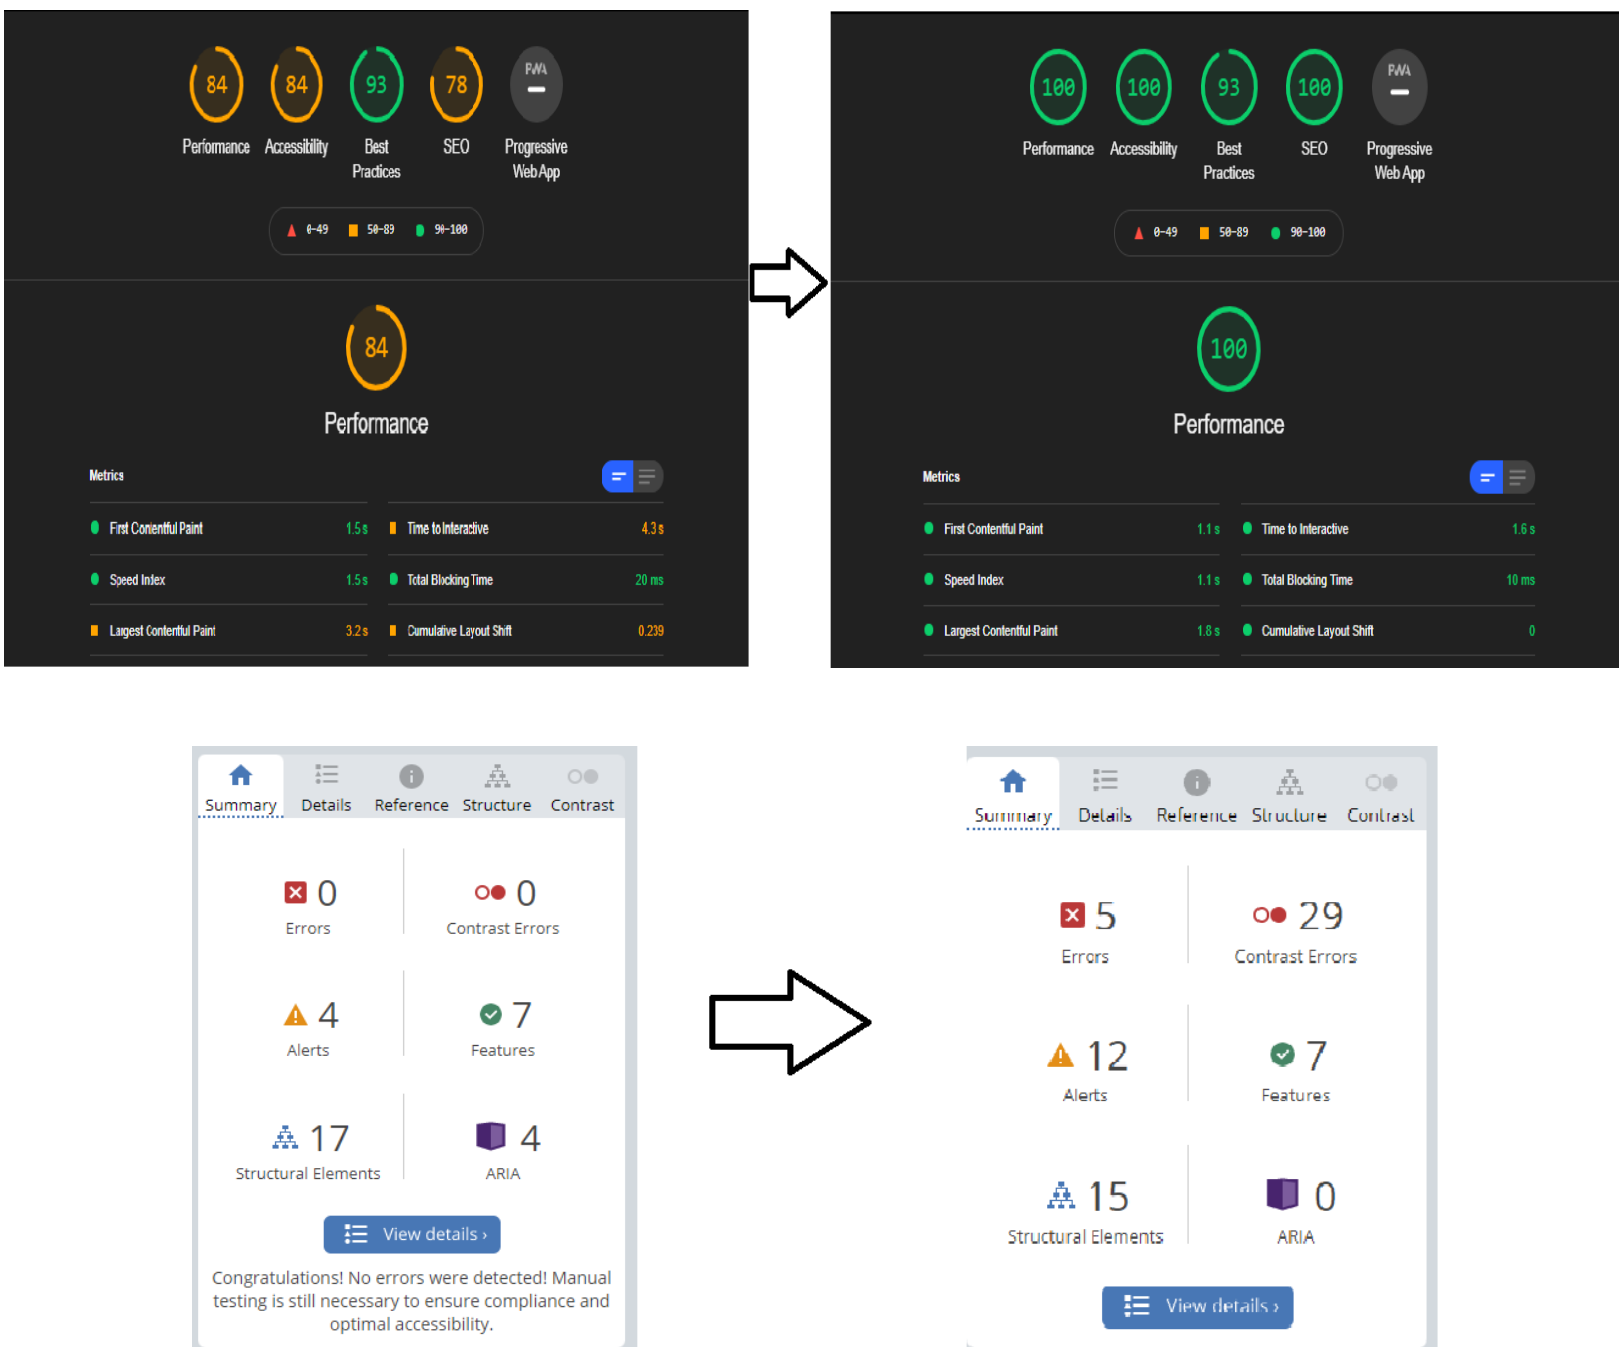 84 84 93 78 PWA
Performance Accessibility Best Practices SEO Progressive Web App
0-49 50-89 90-100
84
Performance
Metrics
First Contentful Paint 1.5 s Time to Interactive 4.3 s
Speed Index 1.5 s Total Blocking Time 20 ms
Largest Contentful Paint 3.2 s Cumulative Layout Shift 0.239
100 100 93 100 PWA
Performance Accessibility Best Practices SEO Progressive Web App
0-49 50-89 90-100
100
Performance
Metrics
First Contentful Paint 1.1 s Time to Interactive 1.6 s
Speed Index 1.1 s Total Blocking Time 10 ms
Largest Contentful Paint 1.8 s Cumulative Layout Shift 0
Summary Details Reference Structure Contrast
0 0
Errors Contrast Errors
4 7
Alerts Features
17 4
Structural Elements ARIA
View details ›
Congratulations! No errors were detected! Manual
testing is still necessary to ensure compliance and
optimal accessibility.
Summary Details Reference Structure Contrast
5 29
Errors Contrast Errors
12 7
Alerts Features
15 0
Structural Elements ARIA
View details ›